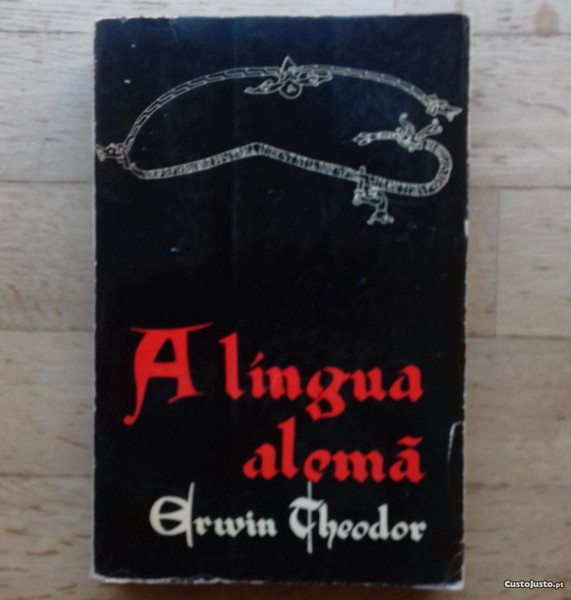 A língua
alemã
Erwin Theodor
CustoJusto.pt